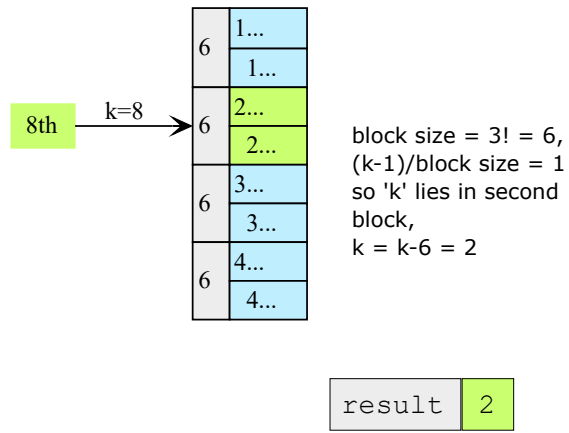 6
1...
1...
8th
k=8
6
2...
2...
block size = 3! = 6,
(k-1)/block size = 1
so 'k' lies in second
block,
k = k-6 = 2
6
3...
3...
6
4...
4...
result 2